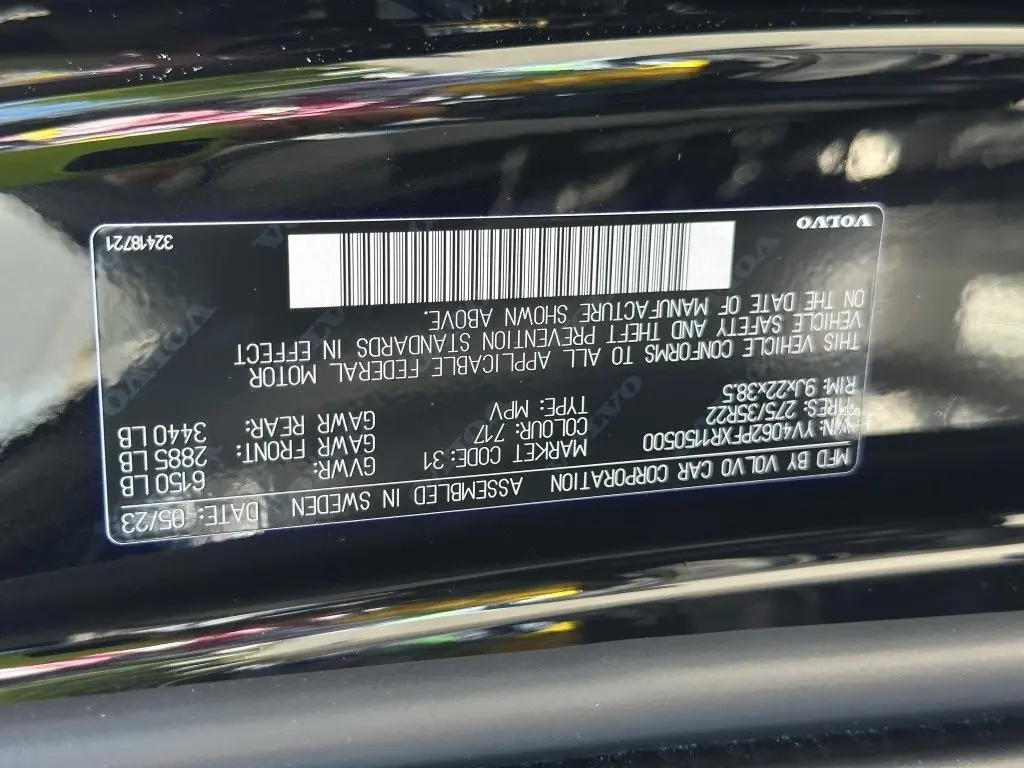 MFD BY VOLVO CAR CORPORATION ASSEMBLED IN SWEDEN DATE: 05/23
VIN: YV4062PFXR1150500 MARKET CODE: 31 GVWR: 6150 LB
TIRES: 275/35R22 COLOUR: 717 GAWR FRONT: 2885 LB
RIM: 9Jx22x38.5 TYPE: MPV GAWR REAR: 3440 LB
THIS VEHICLE CONFORMS TO ALL APPLICABLE FEDERAL MOTOR
VEHICLE SAFETY AND THEFT PREVENTION STANDARDS IN EFFECT
ON THE DATE OF MANUFACTURE SHOWN ABOVE.
VOLVO 32418721